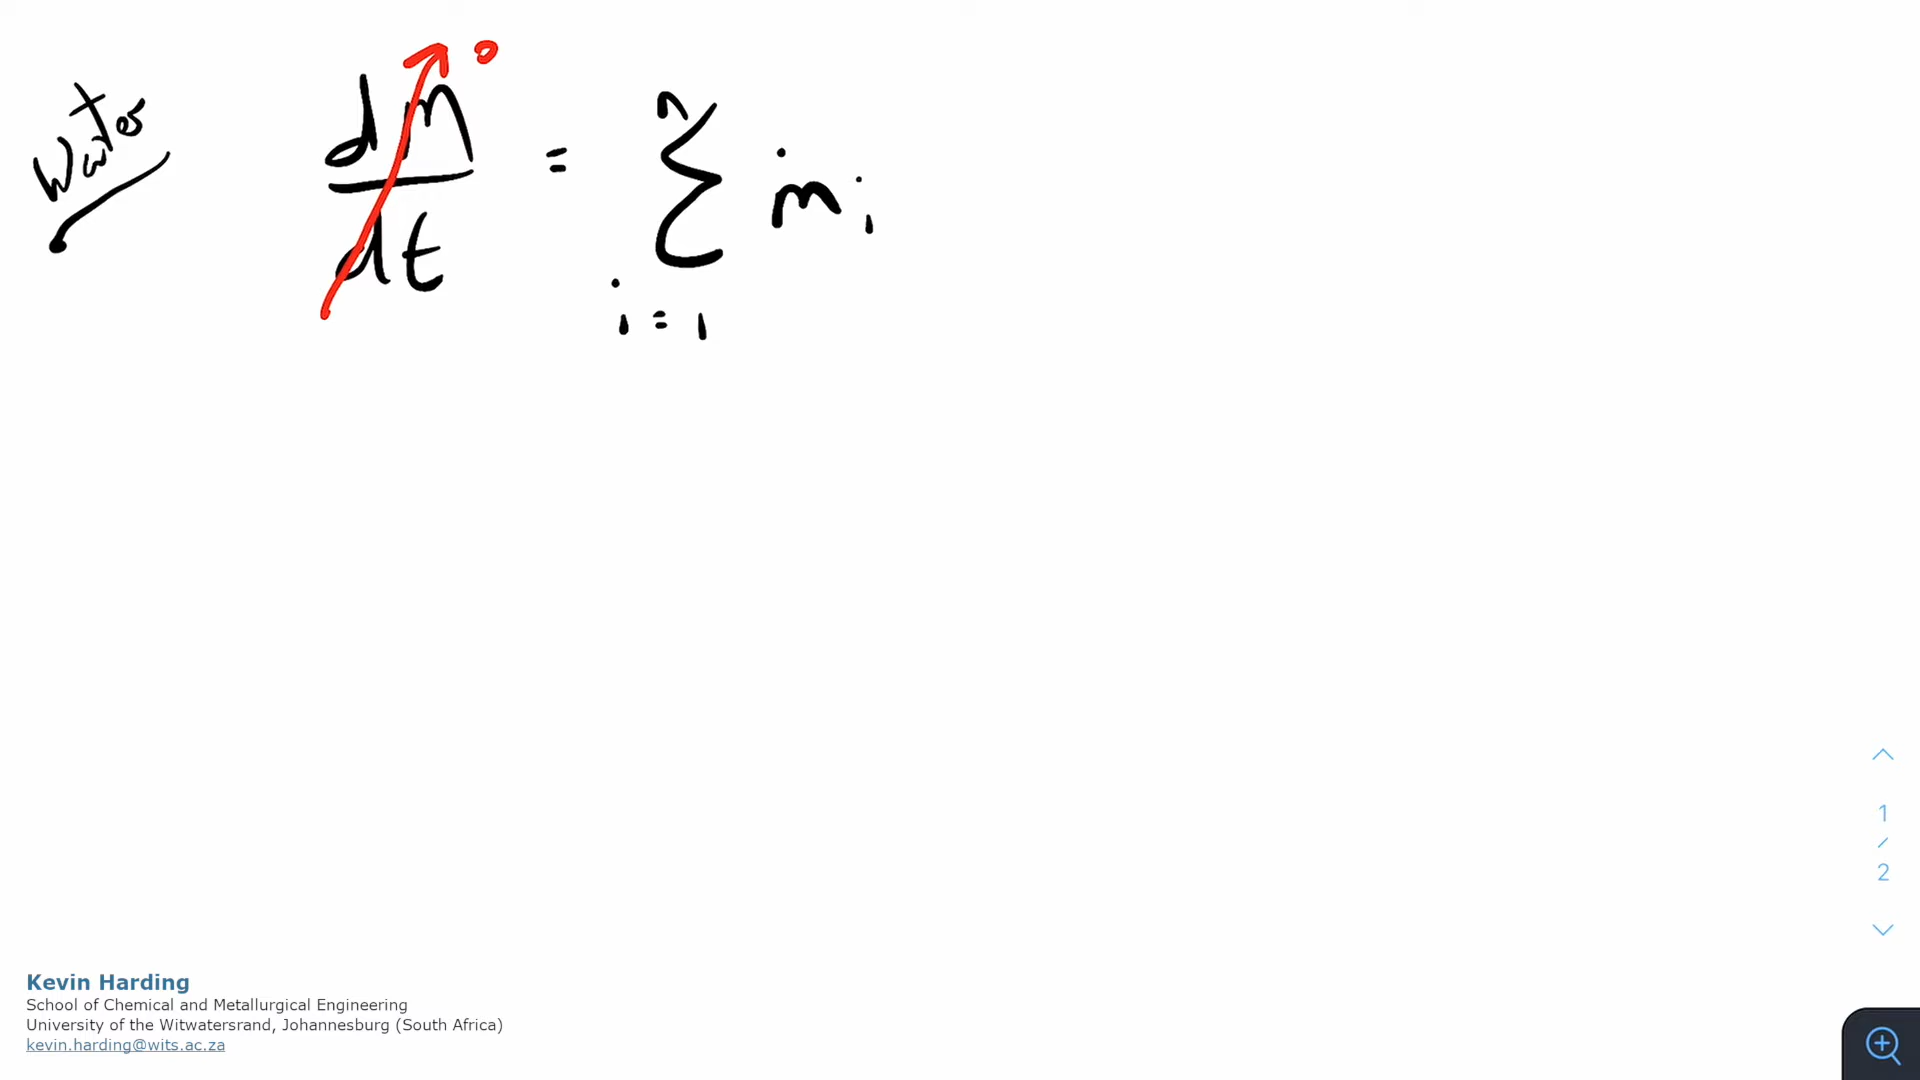 Water
dM/dt → 0 = n Σ i = 1 ṁ i
1
/
2
Kevin Harding
School of Chemical and Metallurgical Engineering
University of the Witwatersrand, Johannesburg (South Africa)
kevin.harding@wits.ac.za